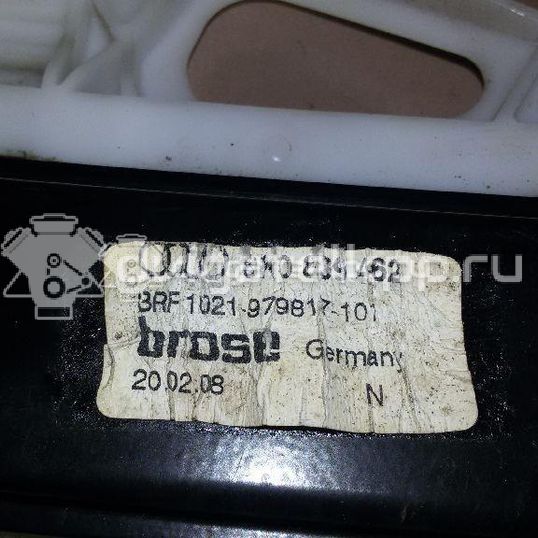 8K0 839 462
BRF 1021-979817-101
brose Germany
20.02.08 N